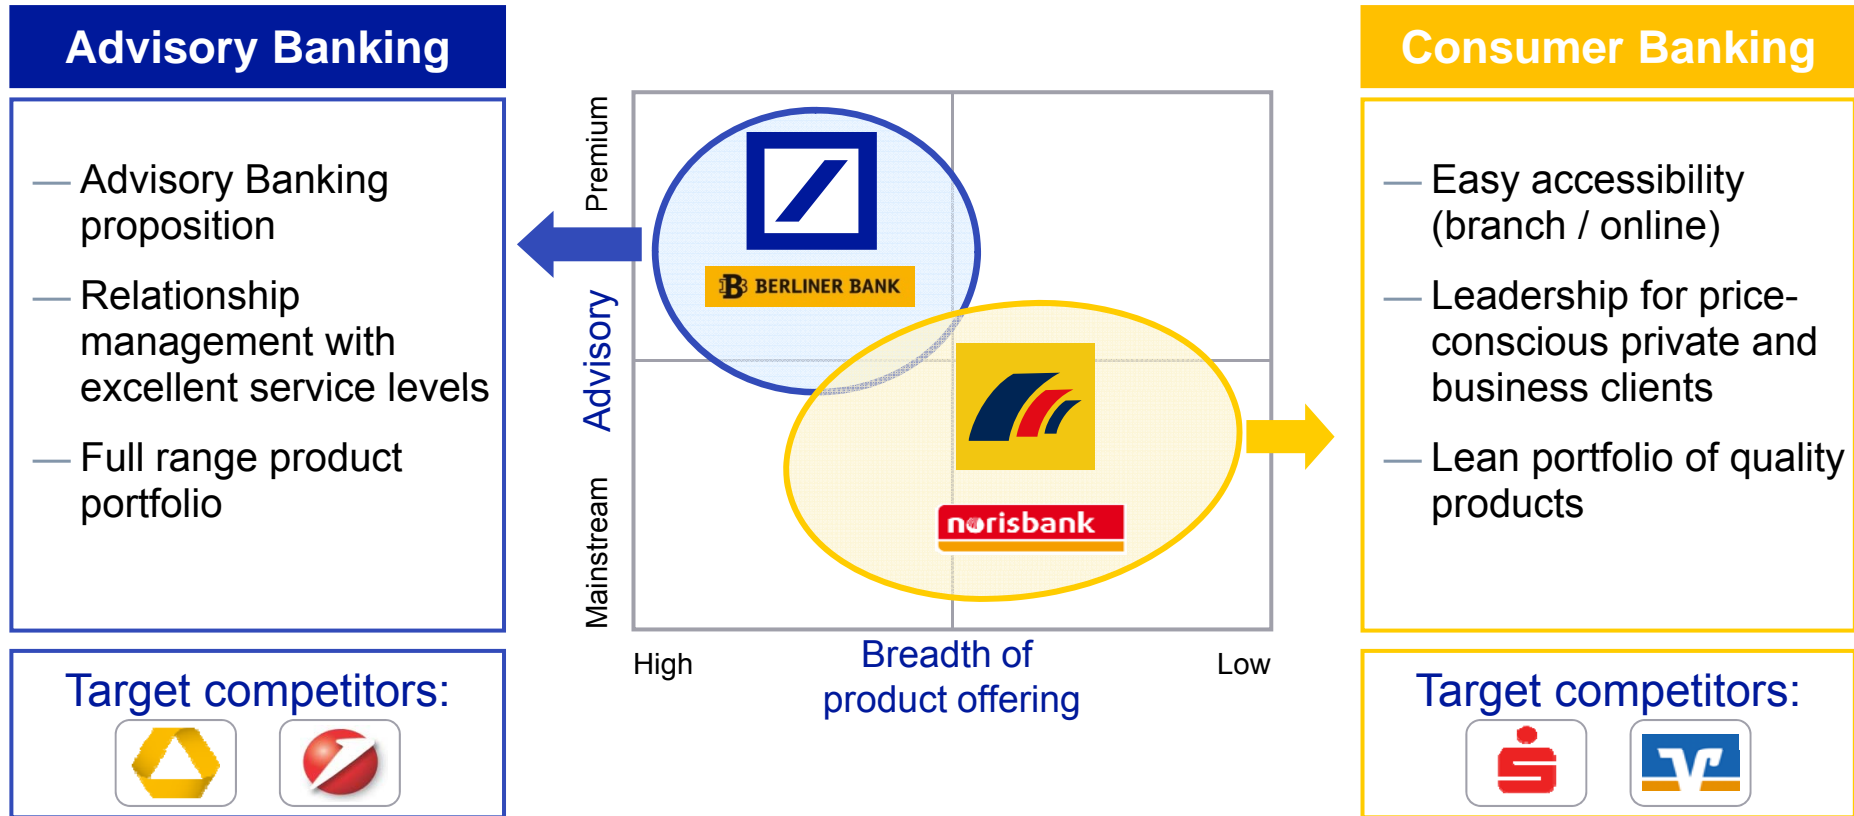 Advisory Banking
— Advisory Banking
proposition
— Relationship
management with
excellent service levels
— Full range product
portfolio
Target competitors:
Premium
Advisory
Mainstream
BERLINER BANK
norisbank
High
Breadth of
product offering
Low
Consumer Banking
— Easy accessibility
(branch / online)
— Leadership for price-
conscious private and
business clients
— Lean portfolio of quality
products
Target competitors: